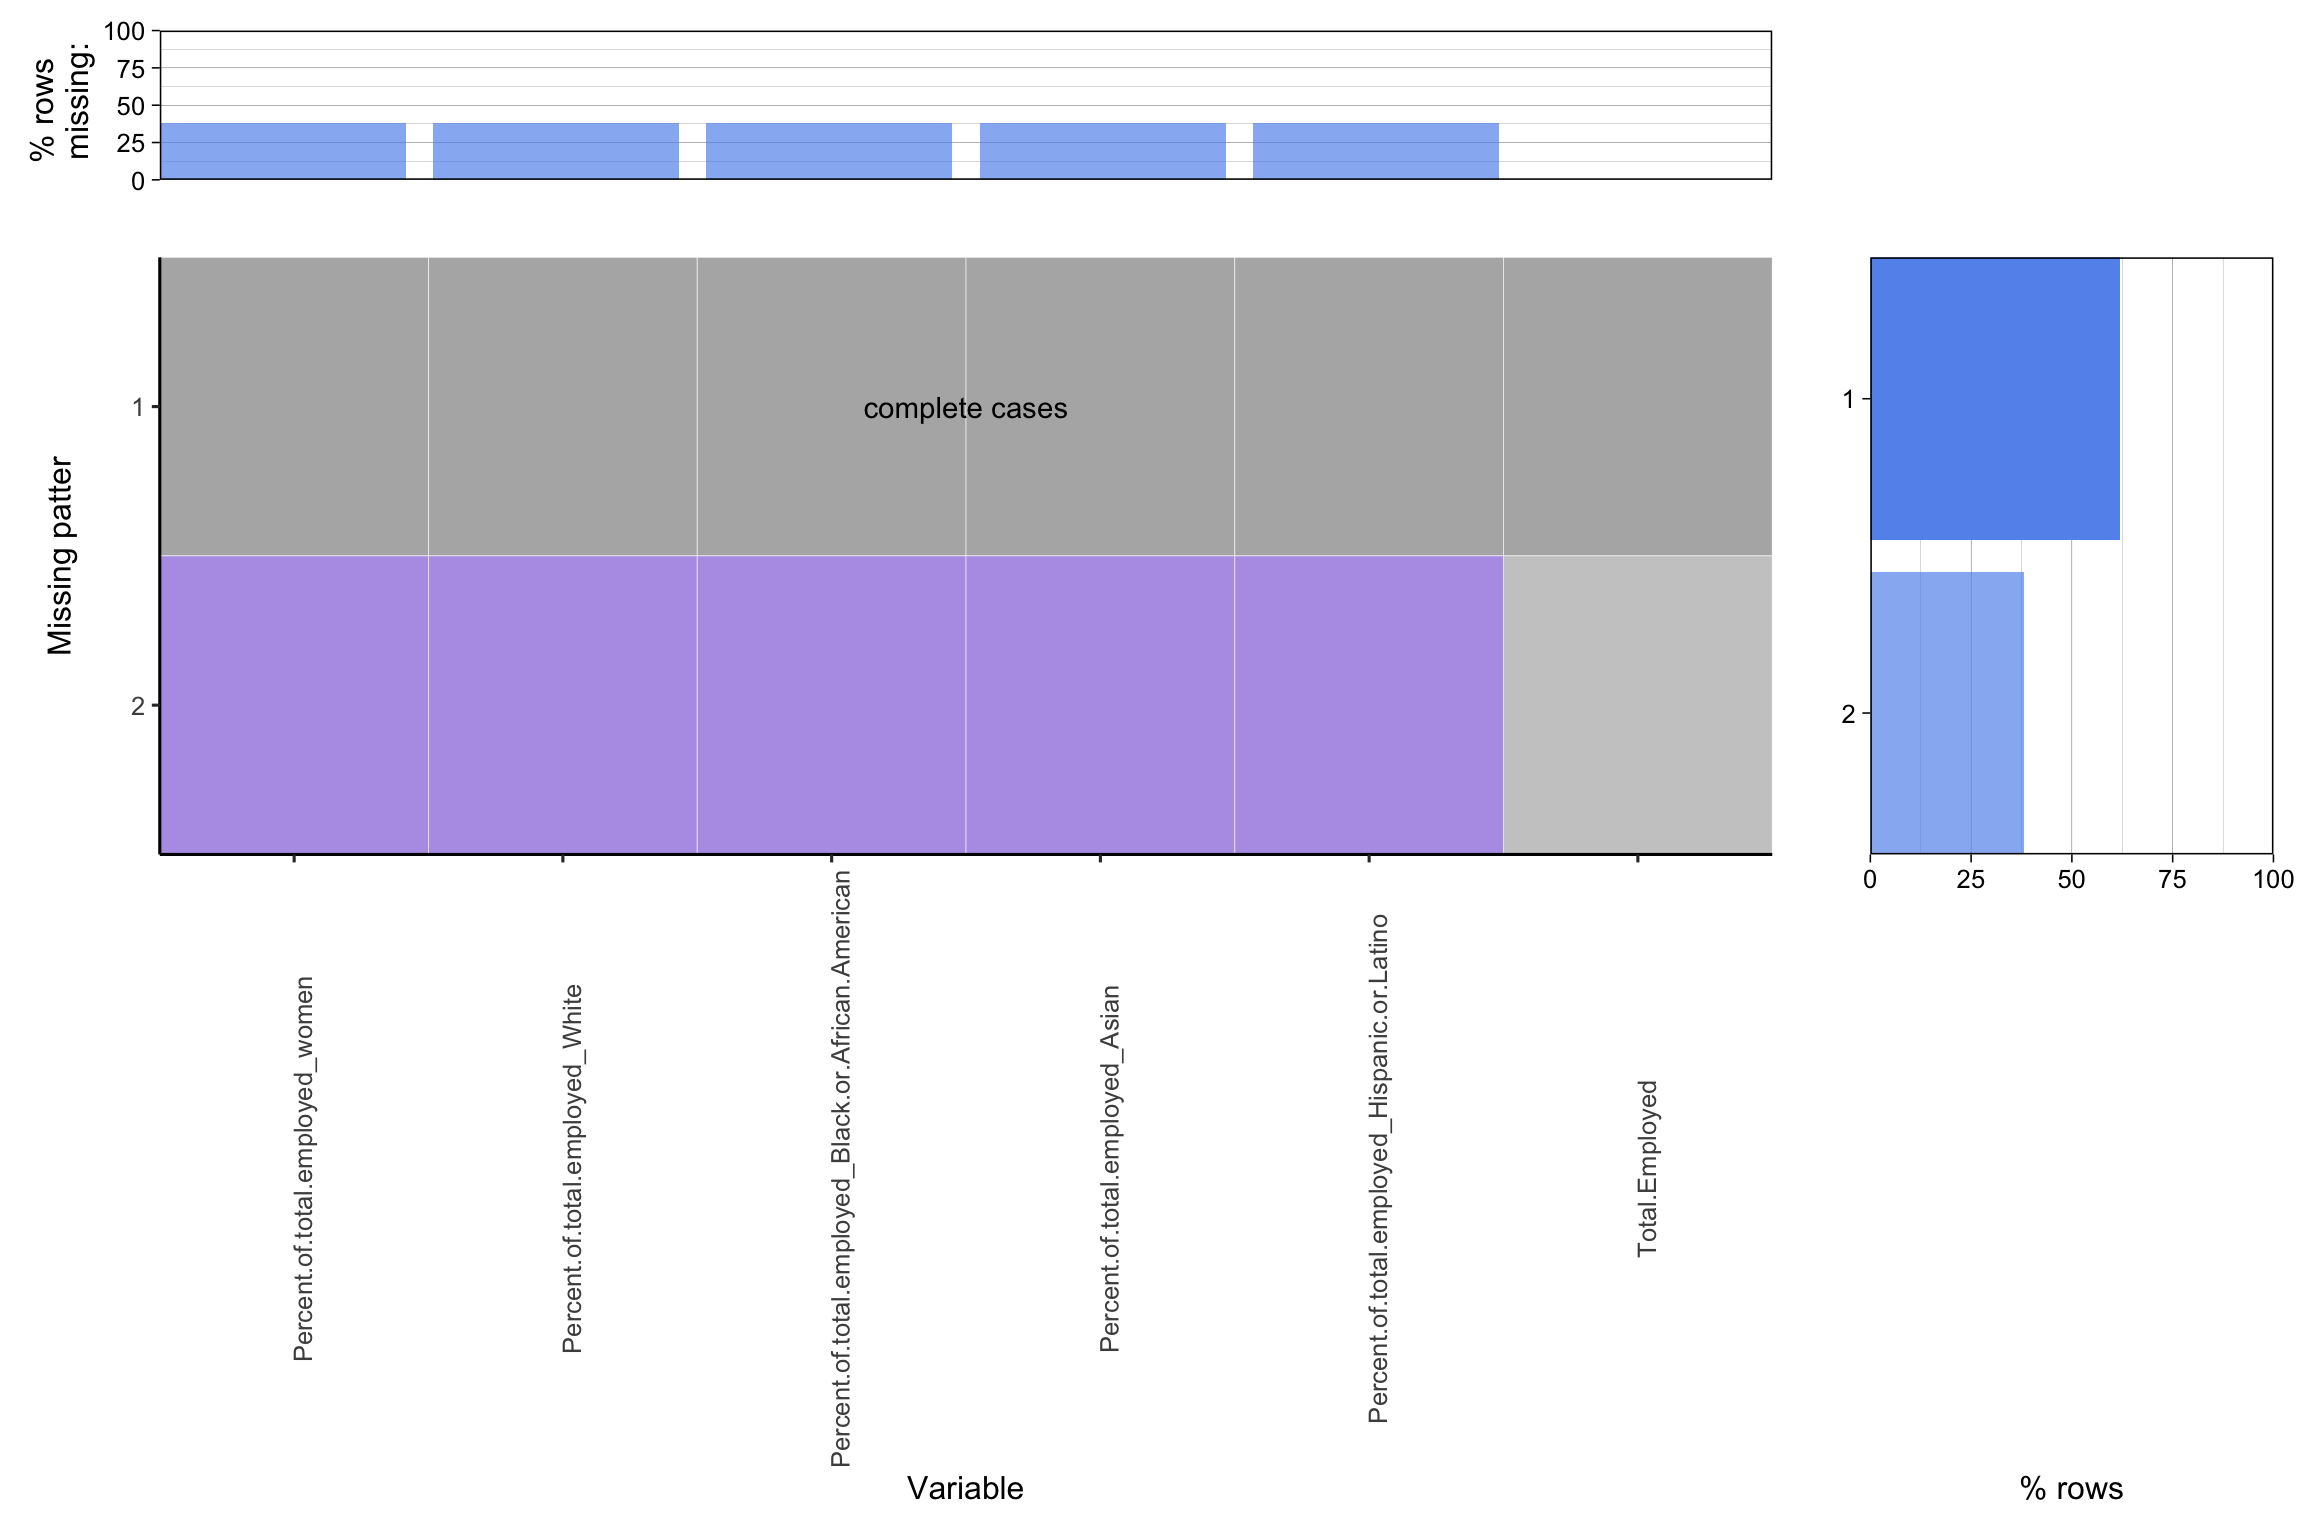 % rows
missing:
100
75
50
25
0
Missing patter
1
2
complete cases
1
2
0 25 50 75 100
Percent.of.total.employed_women
Percent.of.total.employed_White
Percent.of.total.employed_Black.or.African.American
Percent.of.total.employed_Asian
Percent.of.total.employed_Hispanic.or.Latino
Total.Employed
Variable
% rows